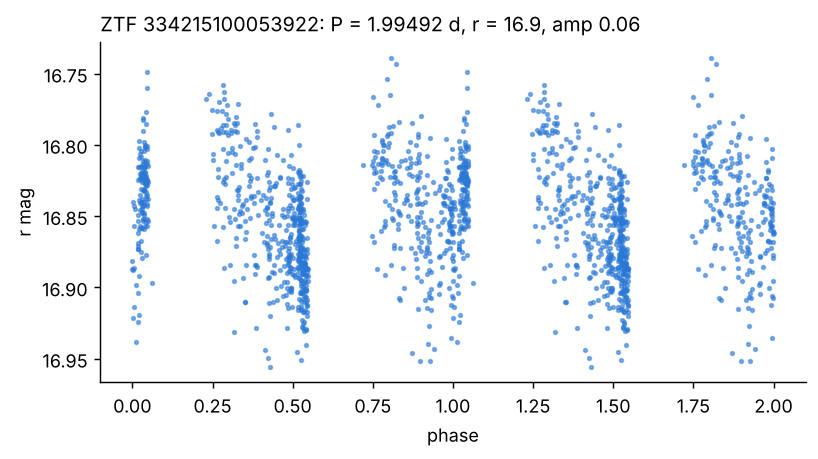 ZTF 334215100053922: P = 1.99492 d, r = 16.9, amp 0.06
16.75
16.80
16.85
16.90
16.95
r mag
0.00 0.25 0.50 0.75 1.00 1.25 1.50 1.75 2.00
phase